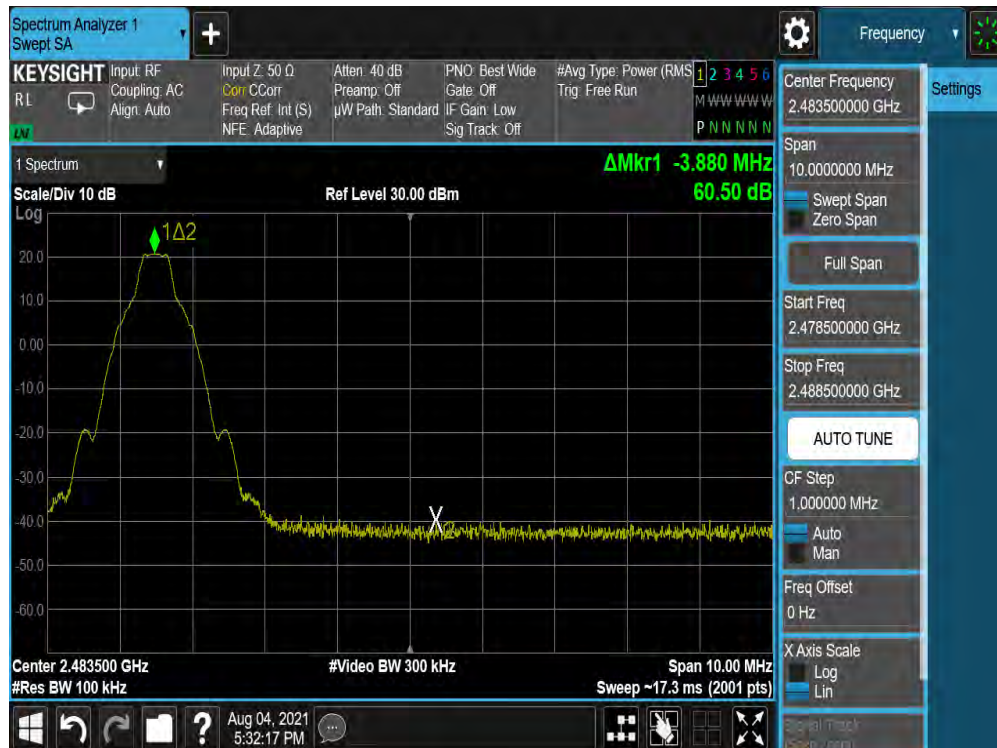 Spectrum Analyzer 1
Swept SA
+
Frequency
KEYSIGHT
RL
Input: RF
Coupling: AC
Align: Auto
Input Z: 50 Ω
Corr CCorr
Freq Ref: Int (S)
NFE: Adaptive
Atten: 40 dB
Preamp: Off
µW Path: Standard
PNO: Best Wide
Gate: Off
IF Gain: Low
Sig Track: Off
#Avg Type: Power (RMS
Trig: Free Run
1 2 3 4 5 6
M W W W W W
P N N N N N
1 Spectrum
ΔMkr1 -3.880 MHz
60.50 dB
Scale/Div 10 dB
Ref Level 30.00 dBm
Log
1Δ2
20.0
10.0
0.00
-10.0
-20.0
-30.0
-40.0
-50.0
-60.0
X
2
Center 2.483500 GHz
#Video BW 300 kHz
Span 10.00 MHz
#Res BW 100 kHz
Sweep ~17.3 ms (2001 pts)
Center Frequency
2.483500000 GHz
Settings
Span
10.0000000 MHz
Swept Span
Zero Span
Full Span
Start Freq
2.478500000 GHz
Stop Freq
2.488500000 GHz
AUTO TUNE
CF Step
1.000000 MHz
Auto
Man
Freq Offset
0 Hz
X Axis Scale
Log
Lin
Signal Track
?
Aug 04, 2021
5:32:17 PM